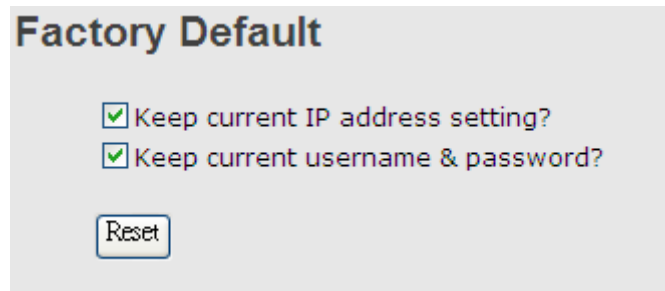 Factory Default
Keep current IP address setting?
Keep current username & password?
Reset